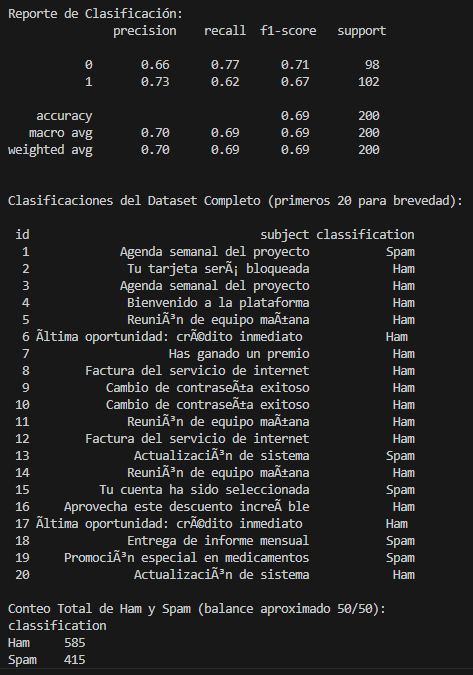 Reporte de Clasificación:
precision recall f1-score support
0 0.66 0.77 0.71 98
1 0.73 0.62 0.67 102
accuracy 0.69 200
macro avg 0.70 0.69 0.69 200
weighted avg 0.70 0.69 0.69 200
Clasificaciones del Dataset Completo (primeros 20 para brevedad):
id subject classification
1 Agenda semanal del proyecto Spam
2 Tu tarjeta serÃ¡ bloqueada Ham
3 Agenda semanal del proyecto Ham
4 Bienvenido a la plataforma Ham
5 ReuniÃ³n de equipo maÃ±ana Ham
6 Ãltima oportunidad: crÃ©dito inmediato Ham
7 Has ganado un premio Ham
8 Factura del servicio de internet Ham
9 Cambio de contraseÃ±a exitoso Ham
10 Cambio de contraseÃ±a exitoso Ham
11 ReuniÃ³n de equipo maÃ±ana Ham
12 Factura del servicio de internet Ham
13 ActualizaciÃ³n de sistema Spam
14 ReuniÃ³n de equipo maÃ±ana Ham
15 Tu cuenta ha sido seleccionada Spam
16 Aprovecha este descuento increÃ ble Ham
17 Ãltima oportunidad: crÃ©dito inmediato Ham
18 Entrega de informe mensual Spam
19 PromociÃ³n especial en medicamentos Spam
20 ActualizaciÃ³n de sistema Ham
Conteo Total de Ham y Spam (balance aproximado 50/50):
classification
Ham 585
Spam 415